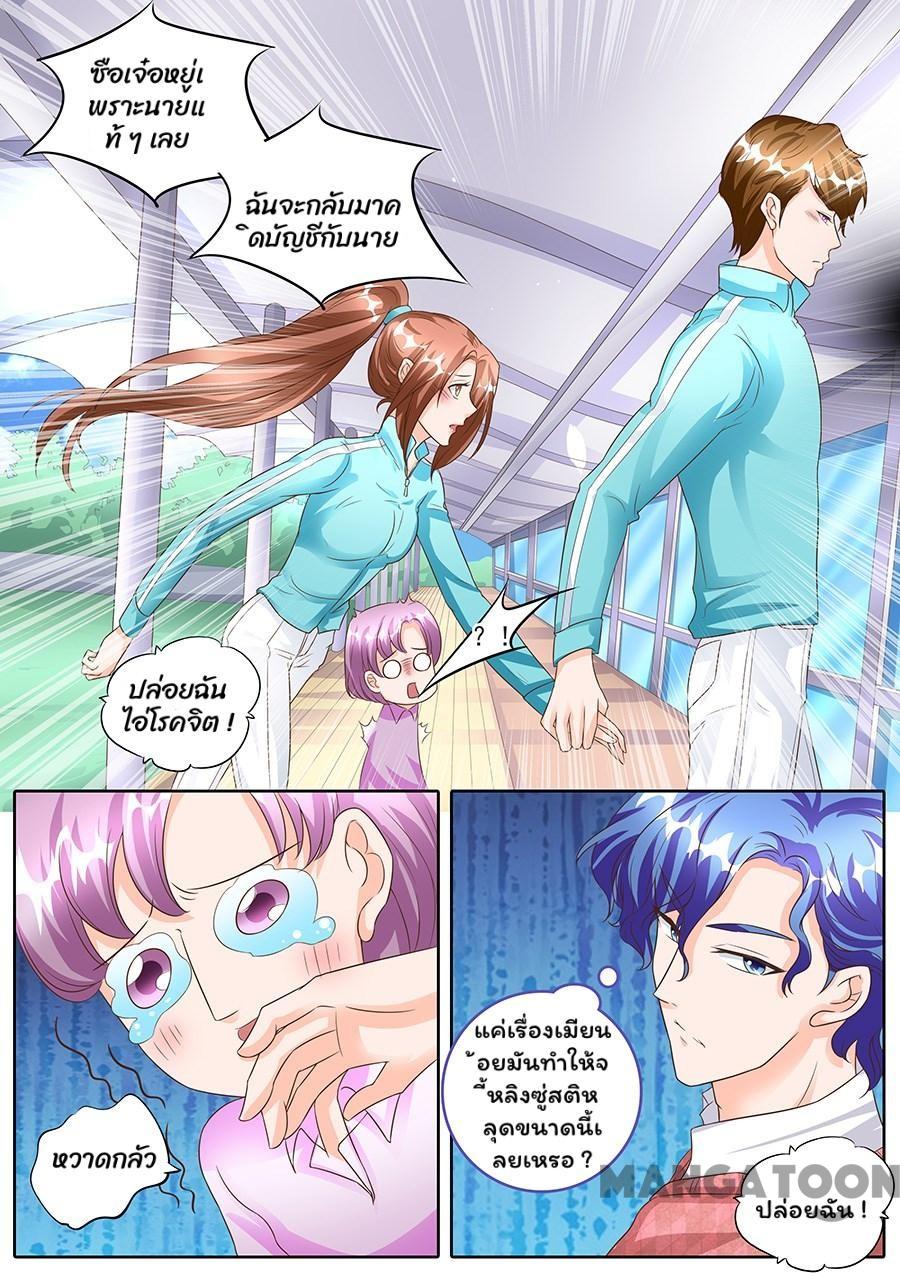 ซือเจ๋อหยู่เ
พราะนายแ
ท้ ๆ เลย
ฉันจะกลับมาค
ิดบัญชีกับนาย
? !
ปล่อยฉัน
ไอ่โรคจิต !
หวาดกลัว
แค่เรื่องเมียน
้อยมันทำให้จ
ี้หลิงซู่สติห
ลุดขนาดนี้เ
ลยเหรอ ?
MANGATOON
ปล่อยฉัน !